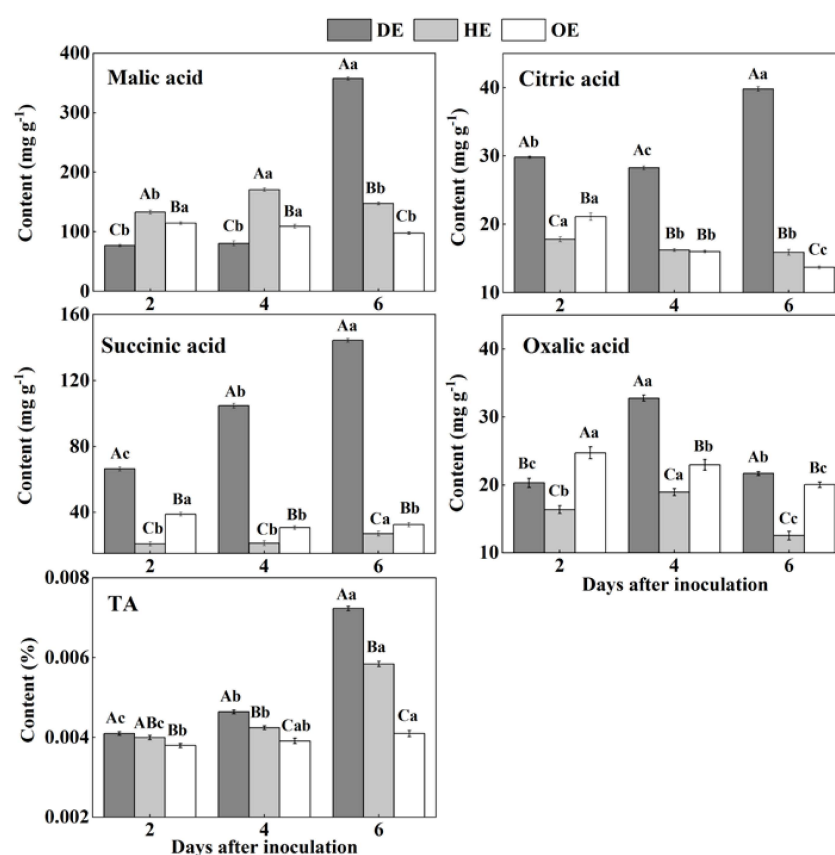 DE HE OE
Malic acid
Content (mg g⁻¹)
400
300
200
100
0
Cb Ab Ba
Cb Aa Ba
Aa Bb Cb
2 4 6
Citric acid
Content (mg g⁻¹)
40
30
20
10
Ab Ca Ba
Ac Bb Bb
Aa Bb Cc
2 4 6
Succinic acid
Content (mg g⁻¹)
160
120
80
40
Ac Cb Ba
Ab Cb Bb
Aa Ca Bb
2 4 6
Oxalic acid
Content (mg g⁻¹)
40
30
20
10
Bc Cb Aa
Aa Ca Bb
Ab Cc Bc
2 4 6
Days after inoculation
TA
Content (%)
0.008
0.006
0.004
0.002
Ac ABc Bb
Ab Bb Cab
Aa Ba Ca
2 4 6
Days after inoculation